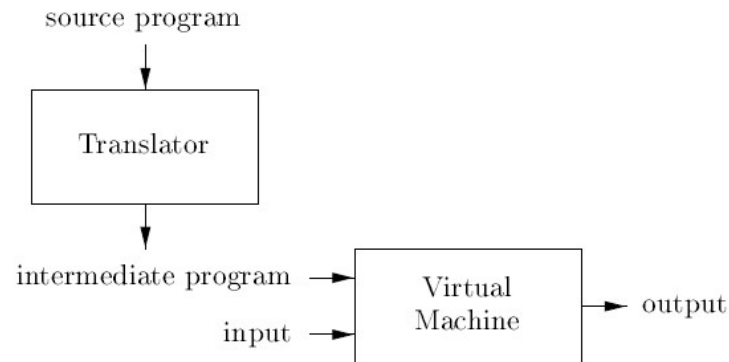 source program
Translator
intermediate program
input
Virtual
Machine
output